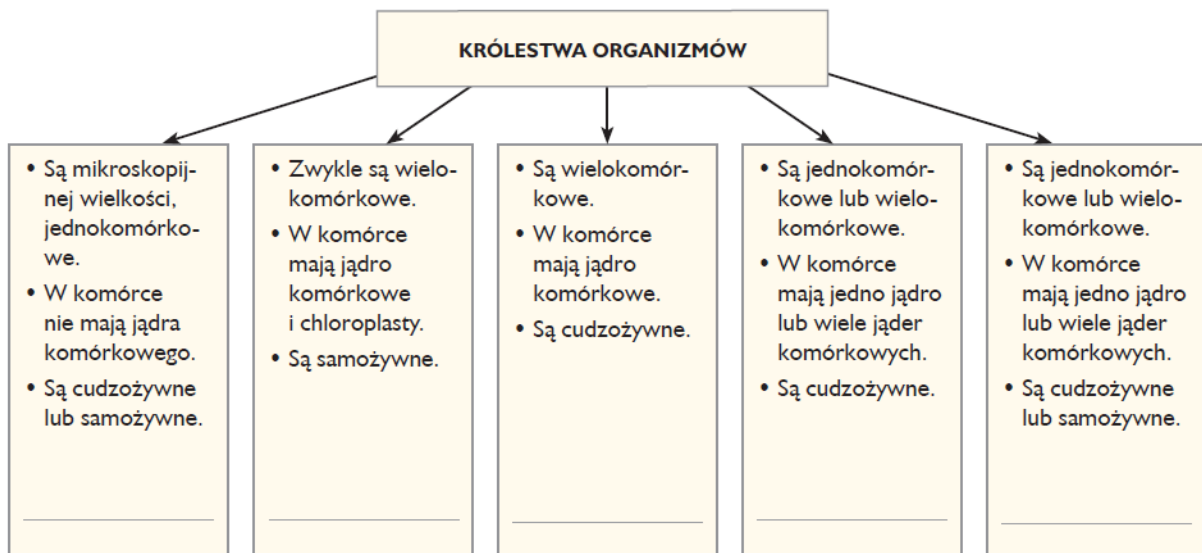 KRÓLESTWA ORGANIZMÓW
• Są mikroskopij-
nej wielkości,
jednokomórko-
we.
• W komórce
nie mają jądra
komórkowego.
• Są cudzożywne
lub samożywne.
• Zwykle są wielo-
komórkowe.
• W komórce
mają jądro
komórkowe
i chloroplasty.
• Są samożywne.
• Są wielokomór-
kowe.
• W komórce
mają jądro
komórkowe.
• Są cudzożywne.
• Są jednokomór-
kowe lub wielo-
komórkowe.
• W komórce
mają jedno jądro
lub wiele jąder
komórkowych.
• Są cudzożywne.
• Są jednokomór-
kowe lub wielo-
komórkowe.
• W komórce
mają jedno jądro
lub wiele jąder
komórkowych.
• Są cudzożywne
lub samożywne.